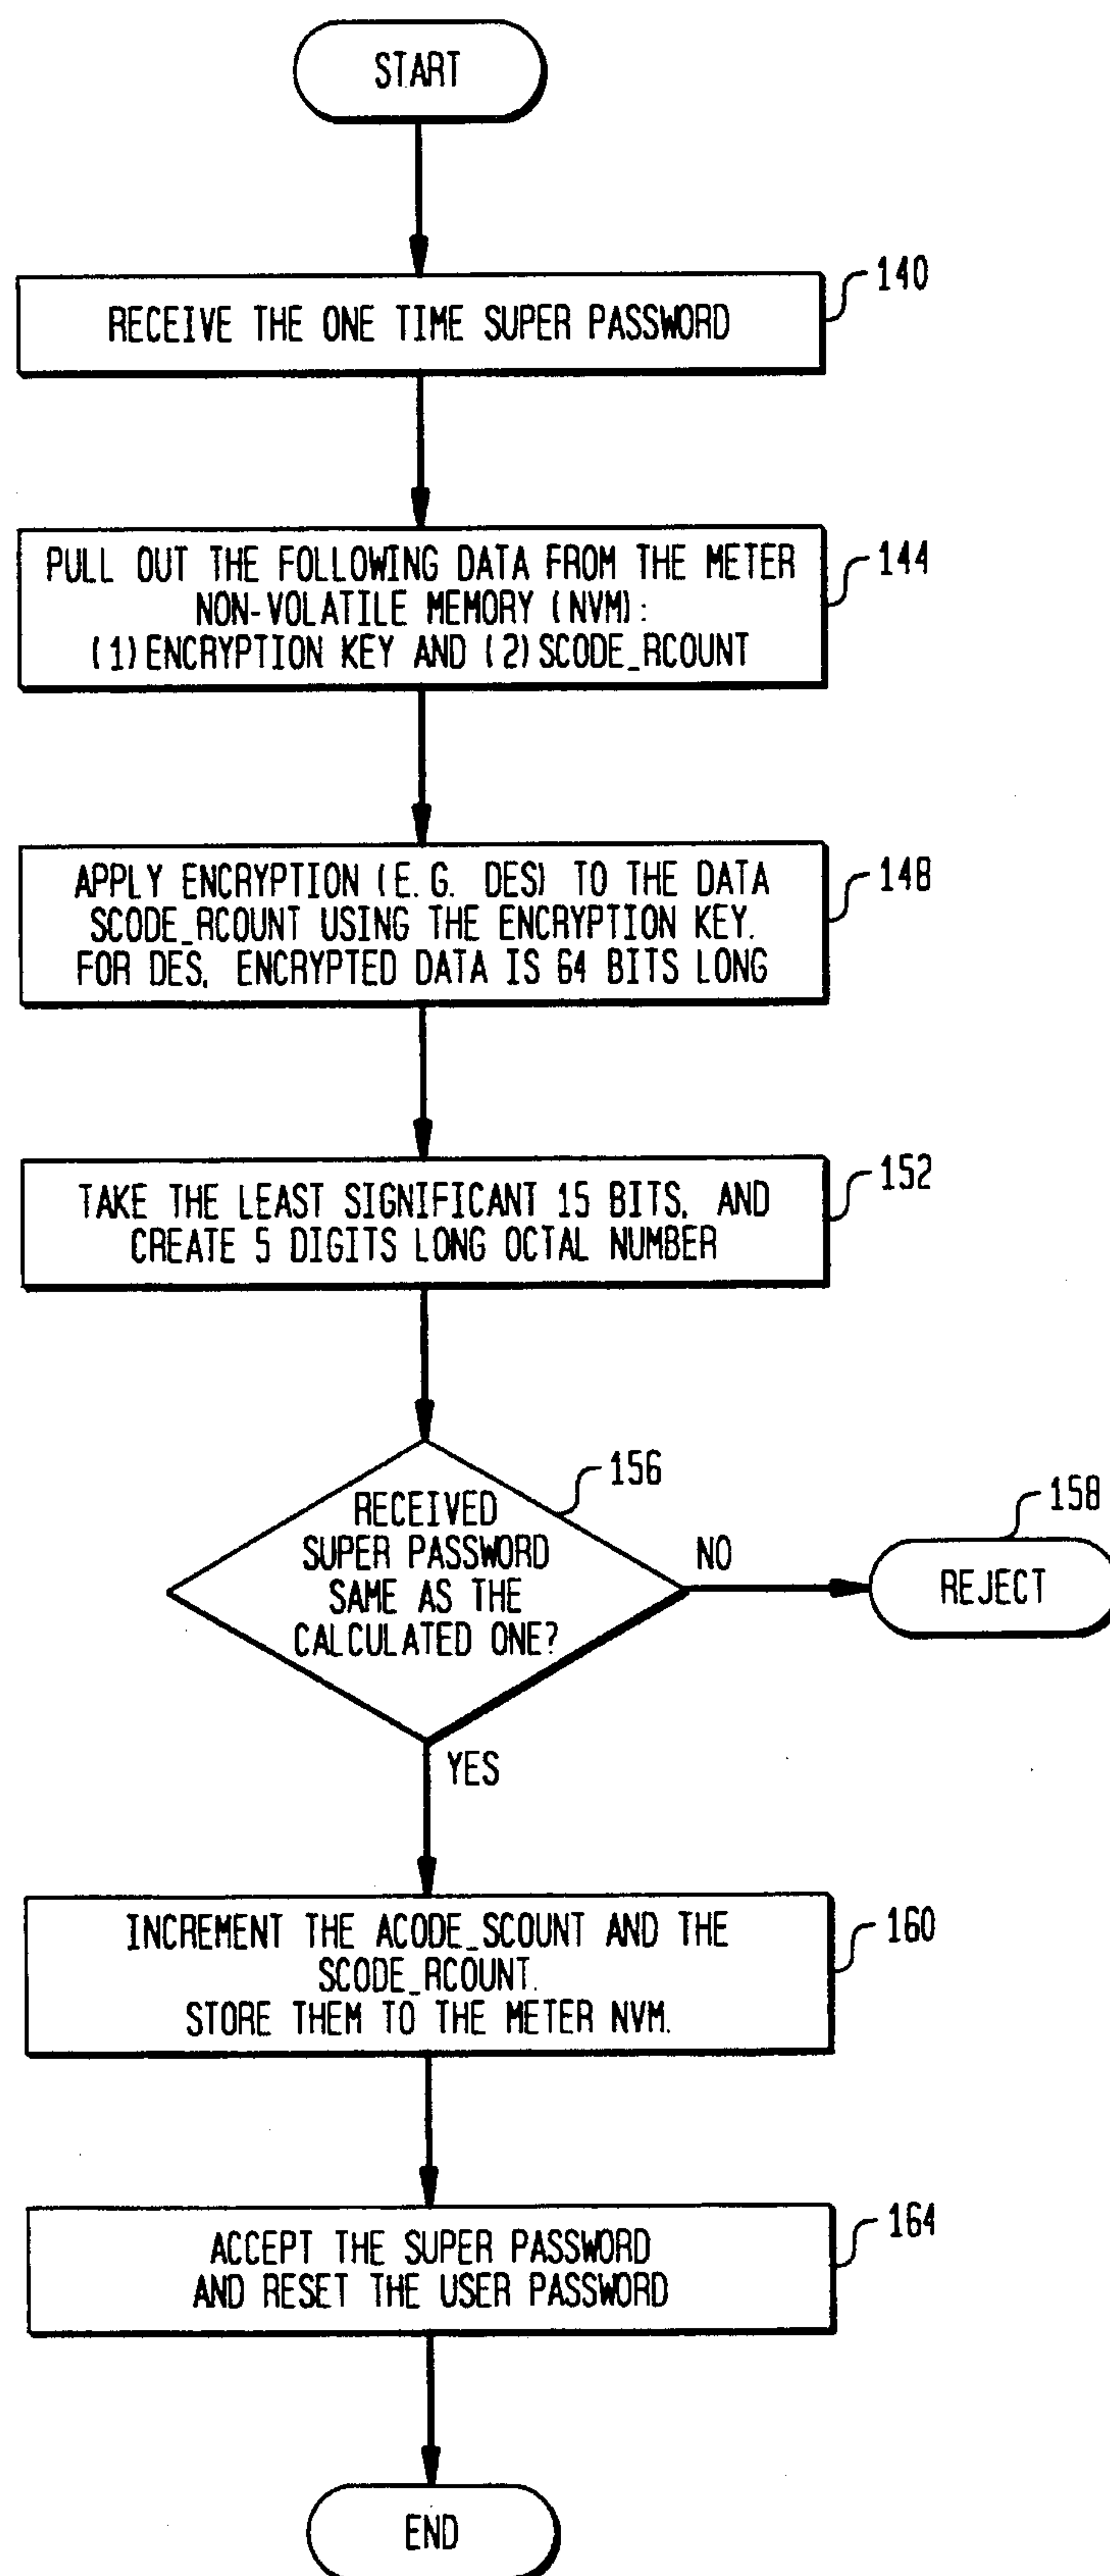 START
140
RECEIVE THE ONE TIME SUPER PASSWORD
144
PULL OUT THE FOLLOWING DATA FROM THE METER
NON-VOLATILE MEMORY (NVM):
(1) ENCRYPTION KEY AND (2) SCODE_RCOUNT
148
APPLY ENCRYPTION (E.G. DES) TO THE DATA
SCODE_RCOUNT USING THE ENCRYPTION KEY.
FOR DES, ENCRYPTED DATA IS 64 BITS LONG
152
TAKE THE LEAST SIGNIFICANT 15 BITS, AND
CREATE 5 DIGITS LONG OCTAL NUMBER
156
RECEIVED
SUPER PASSWORD
SAME AS THE
CALCULATED ONE?
NO
158
REJECT
YES
160
INCREMENT THE ACODE_SCOUNT AND THE
SCODE_RCOUNT.
STORE THEM TO THE METER NVM.
164
ACCEPT THE SUPER PASSWORD
AND RESET THE USER PASSWORD
END